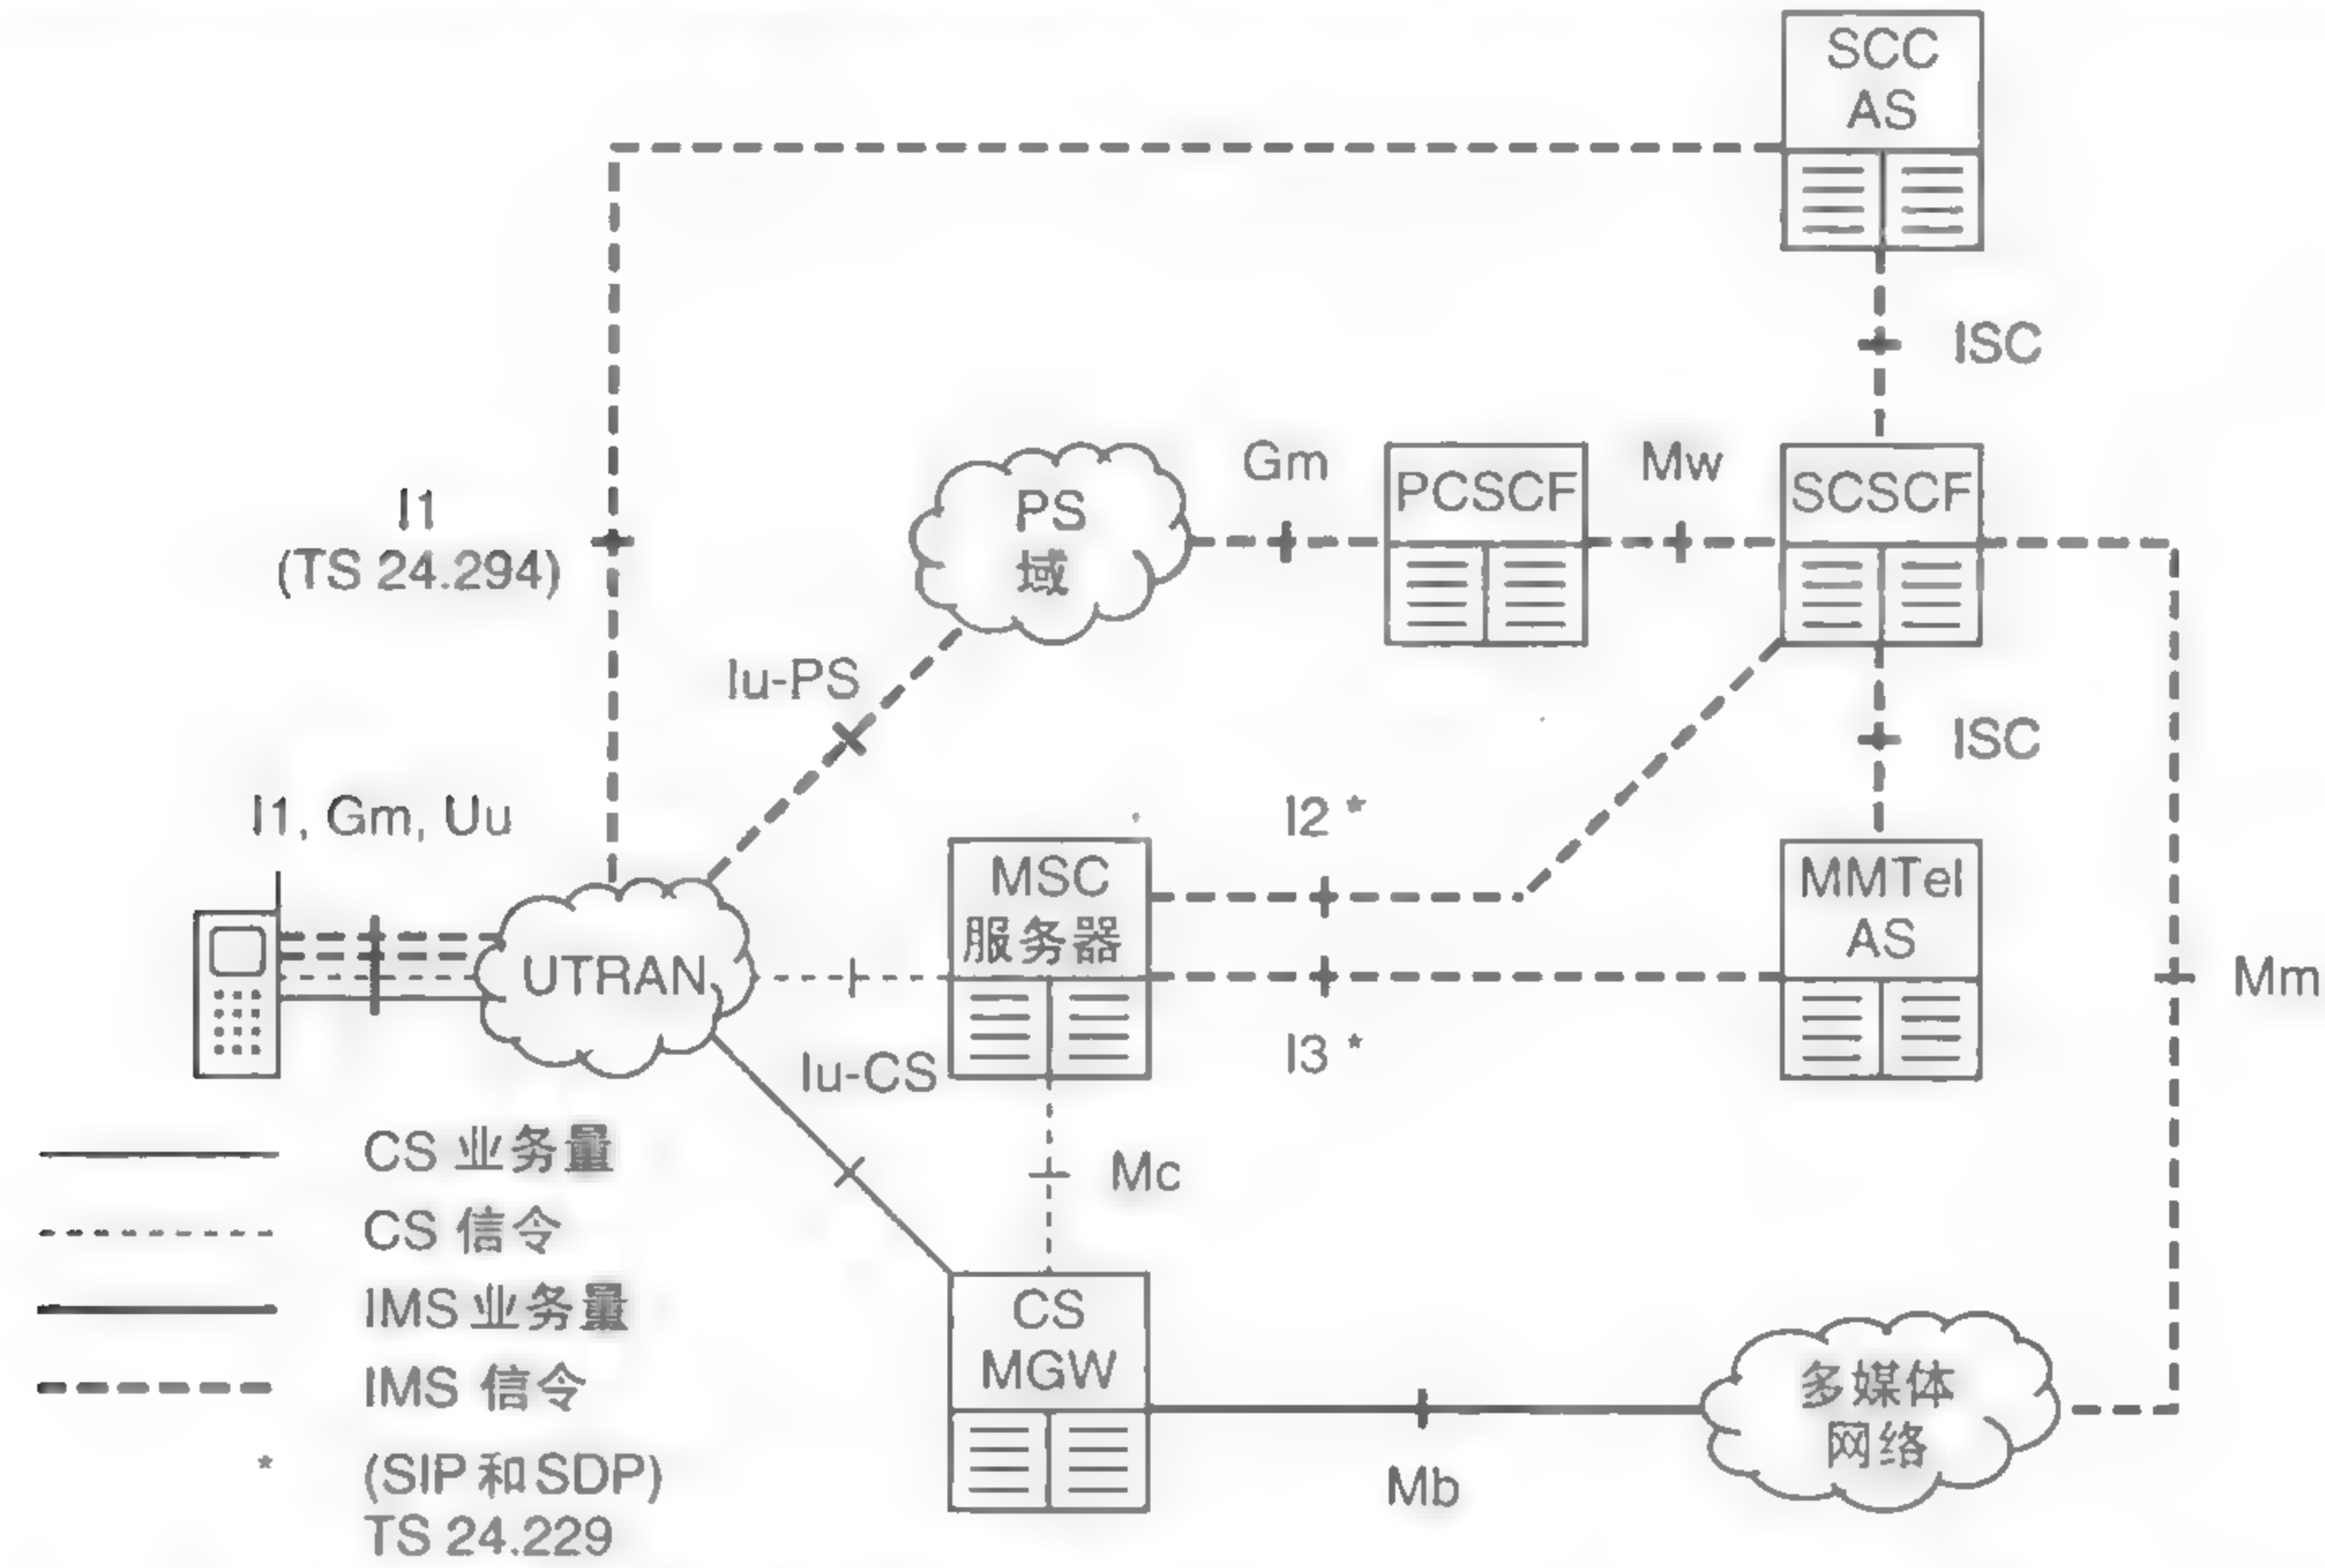 SCC
AS
ISC
I1
(TS 24.294)
PS
域
Gm
PCSCF
Mw
SCSCF
Iu-PS
ISC
I1, Gm, Uu
UTRAN
MSC
服务器
I2 *
MMTel
AS
I3 *
Mm
Iu-CS
Mc
CS 业务量
CS 信令
IMS 业务量
IMS 信令
* (SIP 和 SDP)
TS 24.229
CS
MGW
Mb
多媒体
网络